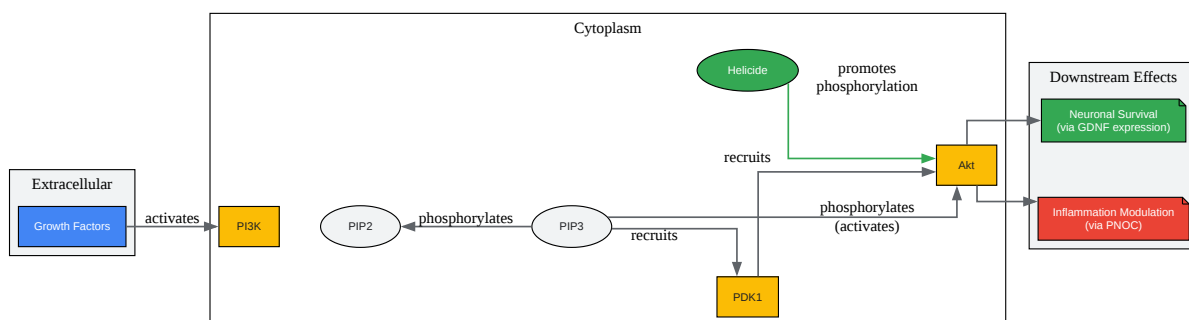 Cytoplasm
Helicide
promotes
phosphorylation
Downstream Effects
Neuronal Survival
(via GDNF expression)
recruits
Akt
Extracellular
Growth Factors
activates
PI3K
PIP2
phosphorylates
PIP3
recruits
phosphorylates
(activates)
Inflammation Modulation
(via PNOC)
PDK1